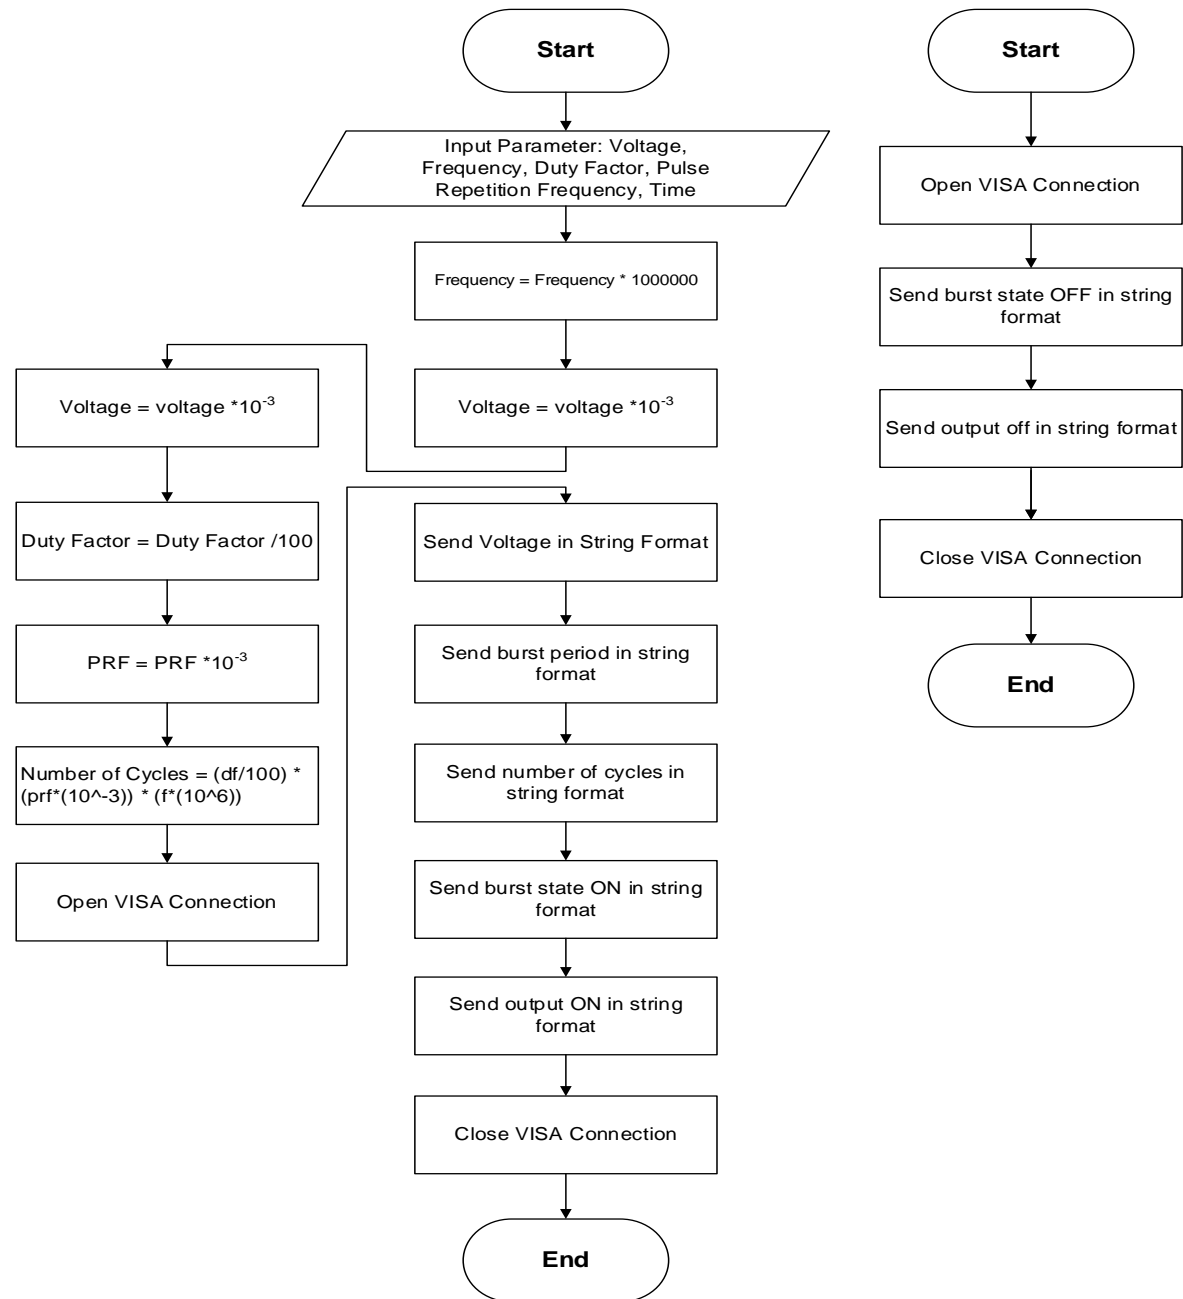 Start
Input Parameter: Voltage,
Frequency, Duty Factor, Pulse
Repetition Frequency, Time
Frequency = Frequency * 1000000
Voltage = voltage *10⁻³
Voltage = voltage *10⁻³
Duty Factor = Duty Factor /100
PRF = PRF *10⁻³
Number of Cycles = (df/100) *
(prf*(10^-3)) * (f*(10^6))
Open VISA Connection
Send Voltage in String Format
Send burst period in string
format
Send number of cycles in
string format
Send burst state ON in string
format
Send output ON in string
format
Close VISA Connection
End
Start
Open VISA Connection
Send burst state OFF in string
format
Send output off in string format
Close VISA Connection
End